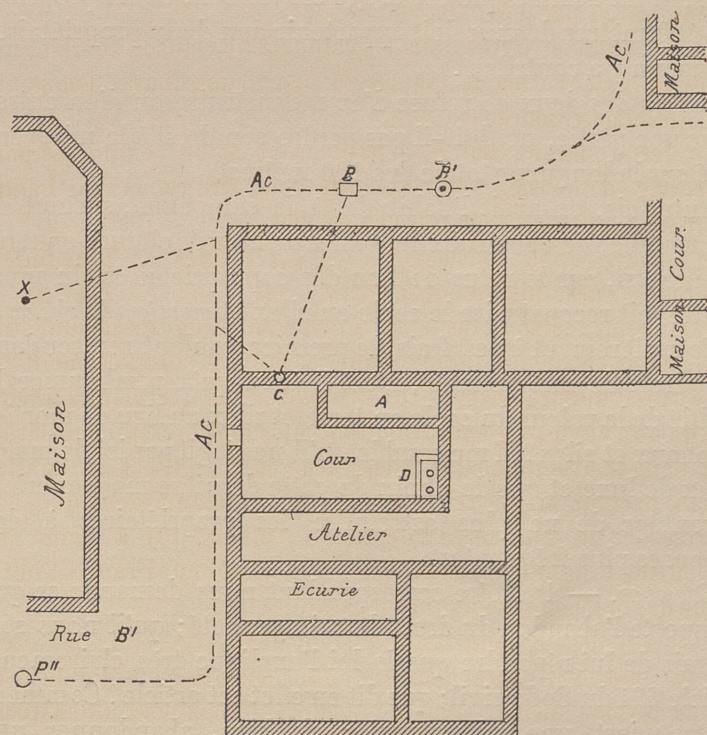 Maison
Ac
Ac
B
B'
X
Cour
Maison
C
A
Maison
Ac
Cour
D
Atelier
Ecurie
Rue B'
P"